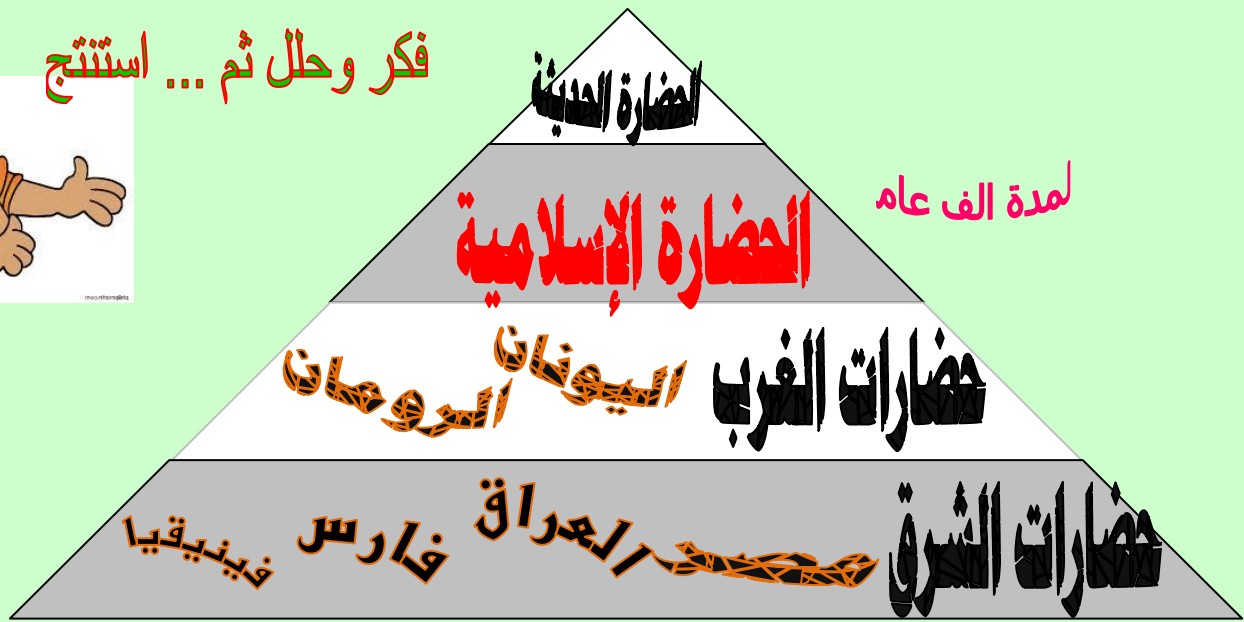 فكر وحلل ثم ... استنتج
الحضارة الحديثة
الحضارة الإسلامية
لمدة الف عام
حضارات الغرب
اليونان
الرومان
حضارات الشرق
مصر
العراق
فارس
فينيقيا